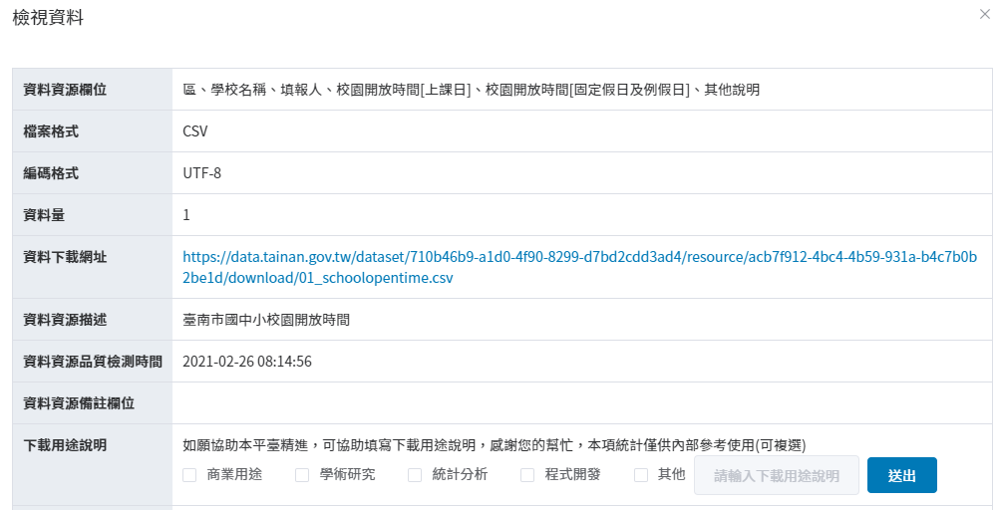 檢視資料
資料資源欄位 區、學校名稱、填報人、校園開放時間[上課日]、校園開放時間[固定假日及例假日]、其他說明
檔案格式 CSV
編碼格式 UTF-8
資料量 1
資料下載網址 https://data.tainan.gov.tw/dataset/710b46b9-a1d0-4f90-8299-d7bd2cdd3ad4/resource/acb7f912-4bc4-4b59-931a-b4c7b0b
2be1d/download/01_schoolopentime.csv
資料資源描述 臺南市國中小校園開放時間
資料資源品質檢測時間 2021-02-26 08:14:56
資料資源備註欄位
下載用途說明 如願協助本平臺精進，可協助填寫下載用途說明，感謝您的幫忙，本項統計僅供內部參考使用(可複選)
商業用途 學術研究 統計分析 程式開發 其他 請輸入下載用途說明 送出